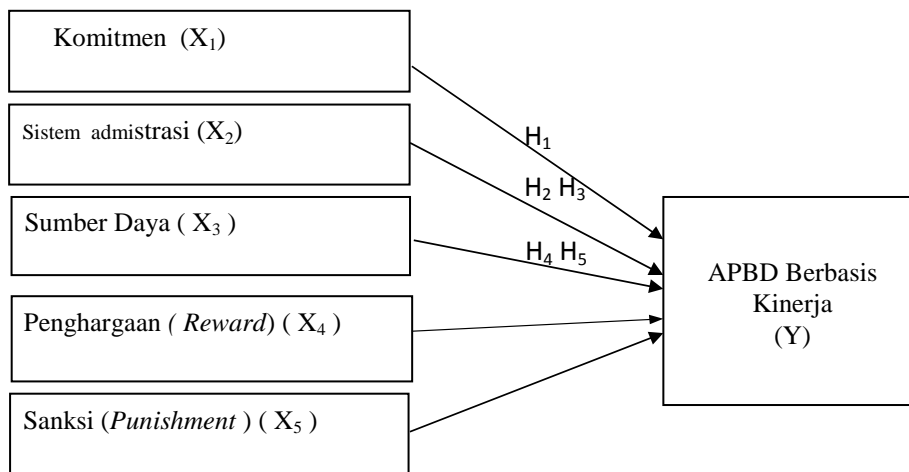 Komitmen (X₁)
Sistem admistrasi (X₂)
Sumber Daya ( X₃ )
Penghargaan ( Reward) ( X₄ )
Sanksi (Punishment ) ( X₅ )
H₁
H₂ H₃
H₄ H₅
APBD Berbasis
Kinerja
(Y)